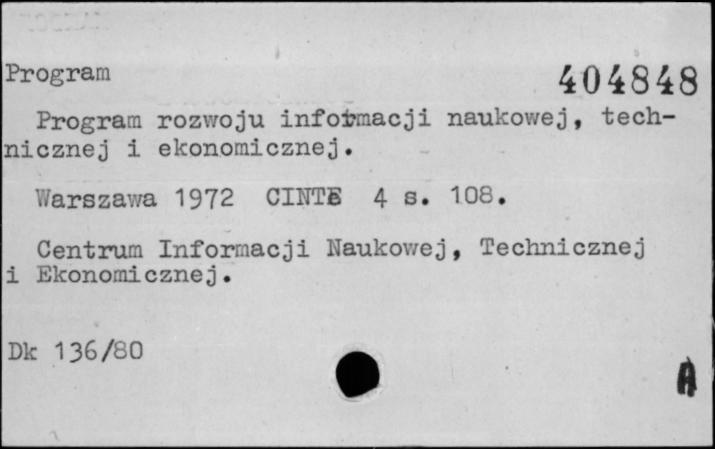 Program 404848
Program rozwoju informacji naukowej, tech-
nicznej i ekonomicznej.
Warszawa 1972 CINTE 4 s. 108.
Centrum Informacji Naukowej, Technicznej
i Ekonomicznej.
Dk 136/80
A